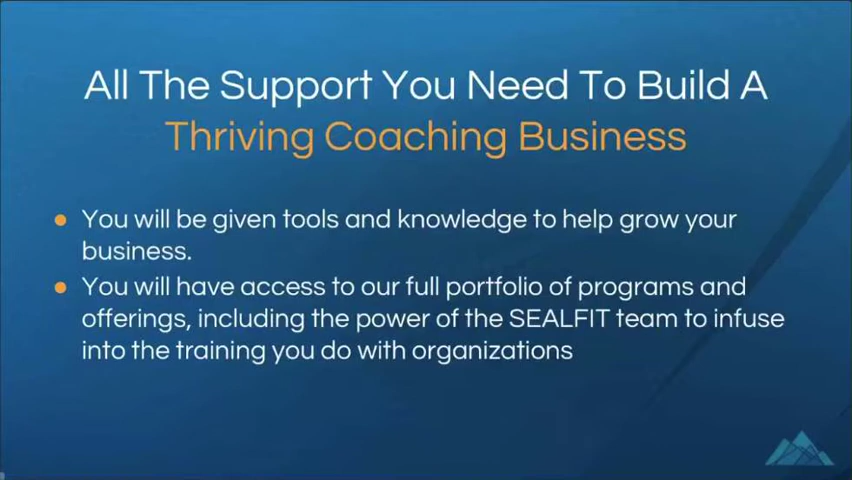 All The Support You Need To Build A
Thriving Coaching Business
● You will be given tools and knowledge to help grow your
business.
● You will have access to our full portfolio of programs and
offerings, including the power of the SEALFIT team to infuse
into the training you do with organizations